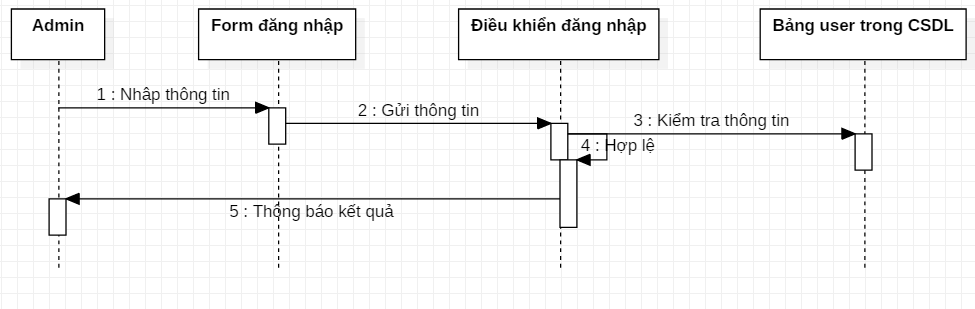 Admin
Form đăng nhập
Điều khiển đăng nhập
Bảng user trong CSDL
1 : Nhâp thông tin
2 : Gửi thông tin
3 : Kiểm tra thông tin
4 : Hợp lệ
5 : Thông báo kết quả